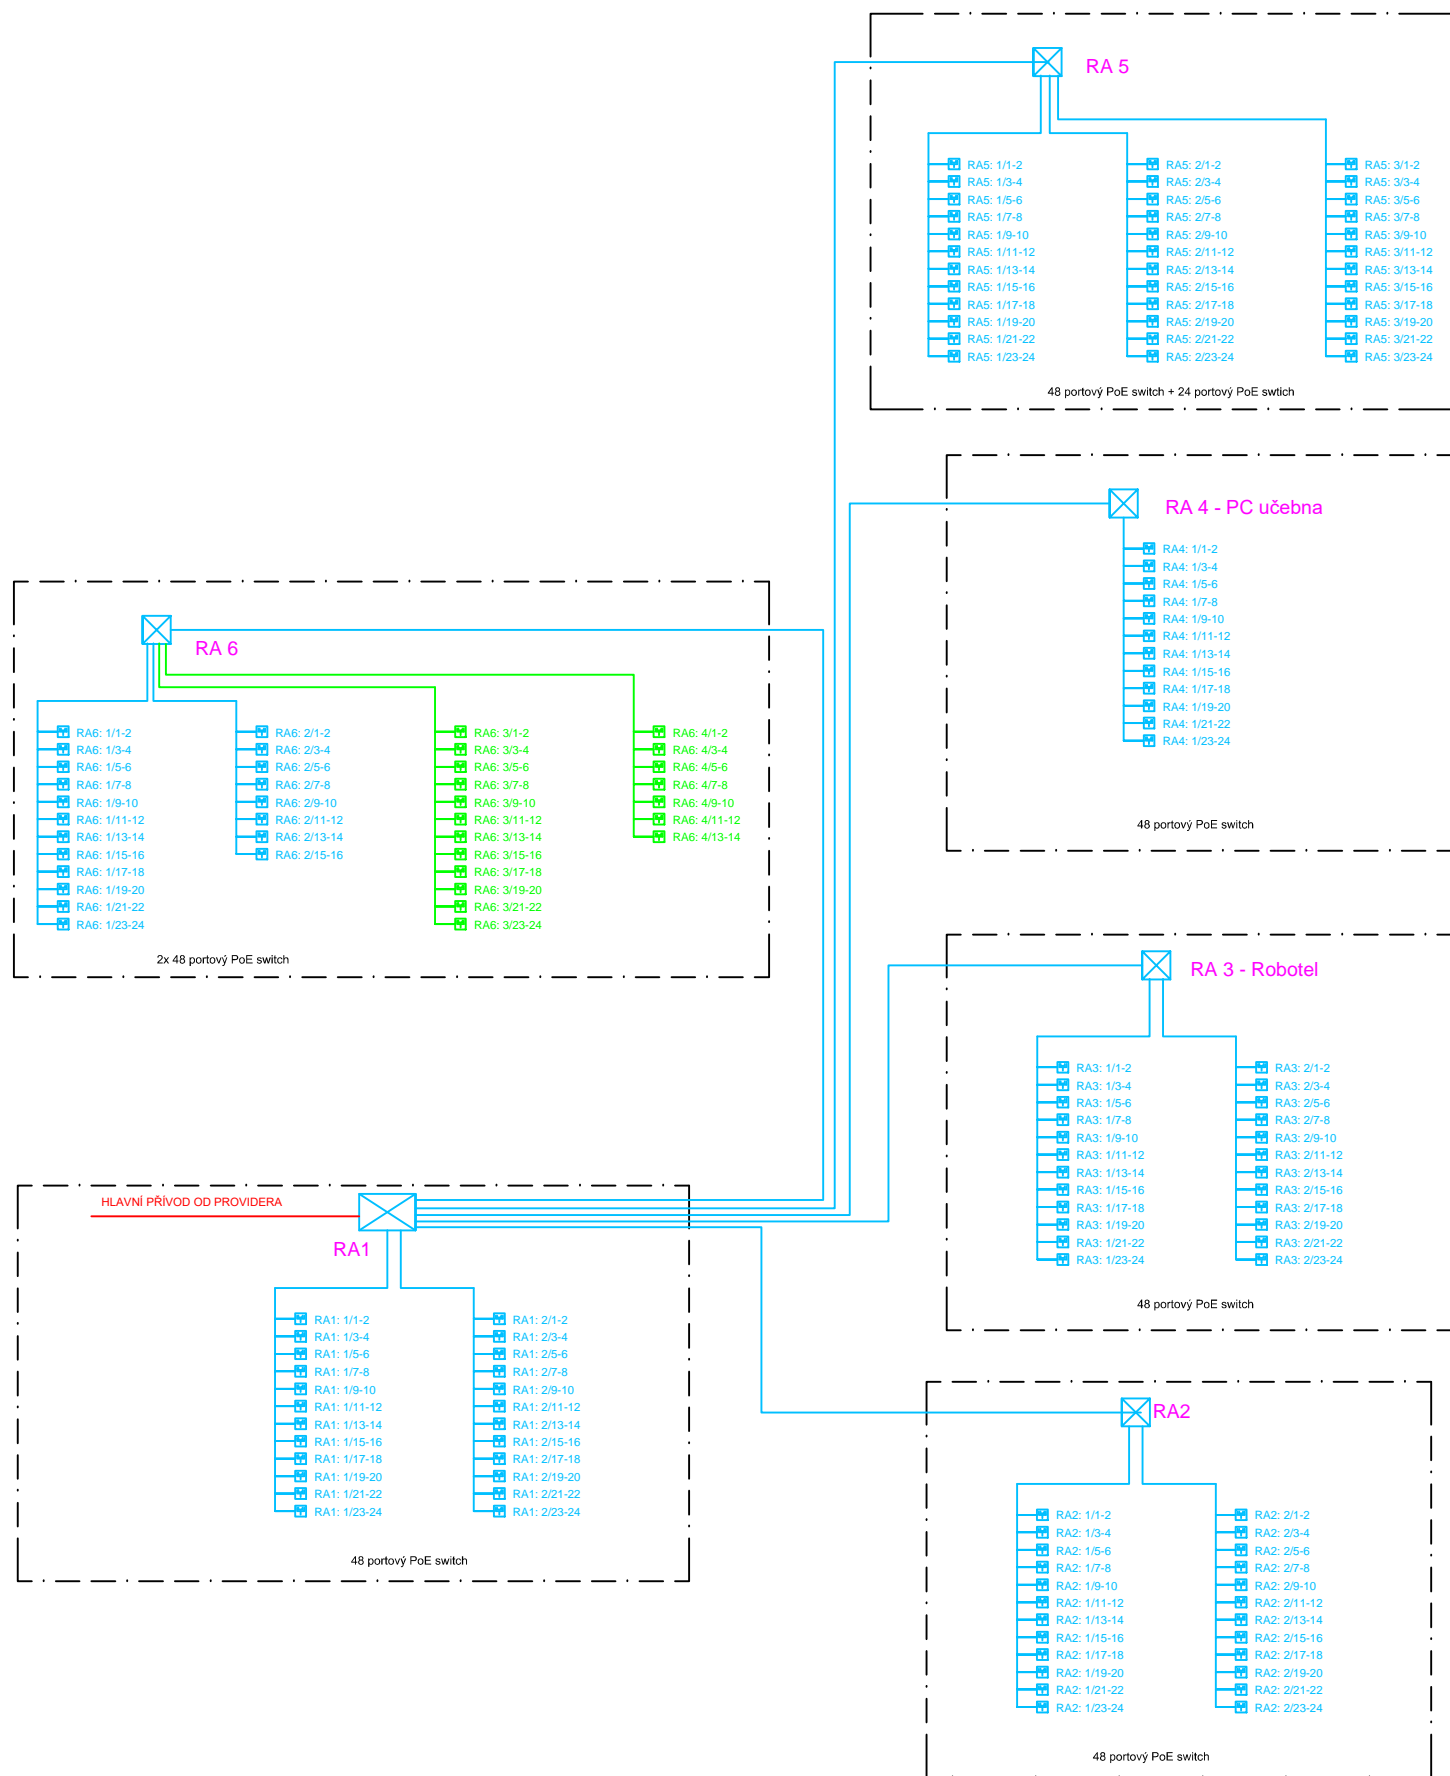 RA 5
RA5: 1/1-2
RA5: 1/3-4
RA5: 1/5-6
RA5: 1/7-8
RA5: 1/9-10
RA5: 1/11-12
RA5: 1/13-14
RA5: 1/15-16
RA5: 1/17-18
RA5: 1/19-20
RA5: 1/21-22
RA5: 1/23-24
RA5: 2/1-2
RA5: 2/3-4
RA5: 2/5-6
RA5: 2/7-8
RA5: 2/9-10
RA5: 2/11-12
RA5: 2/13-14
RA5: 2/15-16
RA5: 2/17-18
RA5: 2/19-20
RA5: 2/21-22
RA5: 2/23-24
RA5: 3/1-2
RA5: 3/3-4
RA5: 3/5-6
RA5: 3/7-8
RA5: 3/9-10
RA5: 3/11-12
RA5: 3/13-14
RA5: 3/15-16
RA5: 3/17-18
RA5: 3/19-20
RA5: 3/21-22
RA5: 3/23-24
48 portový PoE switch + 24 portový PoE swtich
RA 4 - PC učebna
RA4: 1/1-2
RA4: 1/3-4
RA4: 1/5-6
RA4: 1/7-8
RA4: 1/9-10
RA4: 1/11-12
RA4: 1/13-14
RA4: 1/15-16
RA4: 1/17-18
RA4: 1/19-20
RA4: 1/21-22
RA4: 1/23-24
48 portový PoE switch
RA 6
RA6: 1/1-2
RA6: 1/3-4
RA6: 1/5-6
RA6: 1/7-8
RA6: 1/9-10
RA6: 1/11-12
RA6: 1/13-14
RA6: 1/15-16
RA6: 1/17-18
RA6: 1/19-20
RA6: 1/21-22
RA6: 1/23-24
RA6: 2/1-2
RA6: 2/3-4
RA6: 2/5-6
RA6: 2/7-8
RA6: 2/9-10
RA6: 2/11-12
RA6: 2/13-14
RA6: 2/15-16
RA6: 3/1-2
RA6: 3/3-4
RA6: 3/5-6
RA6: 3/7-8
RA6: 3/9-10
RA6: 3/11-12
RA6: 3/13-14
RA6: 3/15-16
RA6: 3/17-18
RA6: 3/19-20
RA6: 3/21-22
RA6: 3/23-24
RA6: 4/1-2
RA6: 4/3-4
RA6: 4/5-6
RA6: 4/7-8
RA6: 4/9-10
RA6: 4/11-12
RA6: 4/13-14
2x 48 portový PoE switch
RA 3 - Robotel
RA3: 1/1-2
RA3: 1/3-4
RA3: 1/5-6
RA3: 1/7-8
RA3: 1/9-10
RA3: 1/11-12
RA3: 1/13-14
RA3: 1/15-16
RA3: 1/17-18
RA3: 1/19-20
RA3: 1/21-22
RA3: 1/23-24
RA3: 2/1-2
RA3: 2/3-4
RA3: 2/5-6
RA3: 2/7-8
RA3: 2/9-10
RA3: 2/11-12
RA3: 2/13-14
RA3: 2/15-16
RA3: 2/17-18
RA3: 2/19-20
RA3: 2/21-22
RA3: 2/23-24
48 portový PoE switch
HLAVNÍ PŘÍVOD OD PROVIDERA
RA1
RA1: 1/1-2
RA1: 1/3-4
RA1: 1/5-6
RA1: 1/7-8
RA1: 1/9-10
RA1: 1/11-12
RA1: 1/13-14
RA1: 1/15-16
RA1: 1/17-18
RA1: 1/19-20
RA1: 1/21-22
RA1: 1/23-24
RA1: 2/1-2
RA1: 2/3-4
RA1: 2/5-6
RA1: 2/7-8
RA1: 2/9-10
RA1: 2/11-12
RA1: 2/13-14
RA1: 2/15-16
RA1: 2/17-18
RA1: 2/19-20
RA1: 2/21-22
RA1: 2/23-24
48 portový PoE switch
RA2
RA2: 1/1-2
RA2: 1/3-4
RA2: 1/5-6
RA2: 1/7-8
RA2: 1/9-10
RA2: 1/11-12
RA2: 1/13-14
RA2: 1/15-16
RA2: 1/17-18
RA2: 1/19-20
RA2: 1/21-22
RA2: 1/23-24
RA2: 2/1-2
RA2: 2/3-4
RA2: 2/5-6
RA2: 2/7-8
RA2: 2/9-10
RA2: 2/11-12
RA2: 2/13-14
RA2: 2/15-16
RA2: 2/17-18
RA2: 2/19-20
RA2: 2/21-22
RA2: 2/23-24
48 portový PoE switch